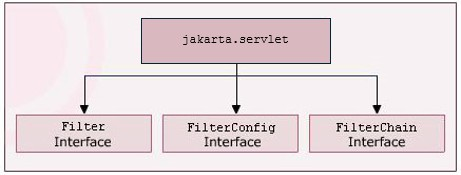 jakarta.servlet
Filter
Interface
FilterConfig
Interface
FilterChain
Interface